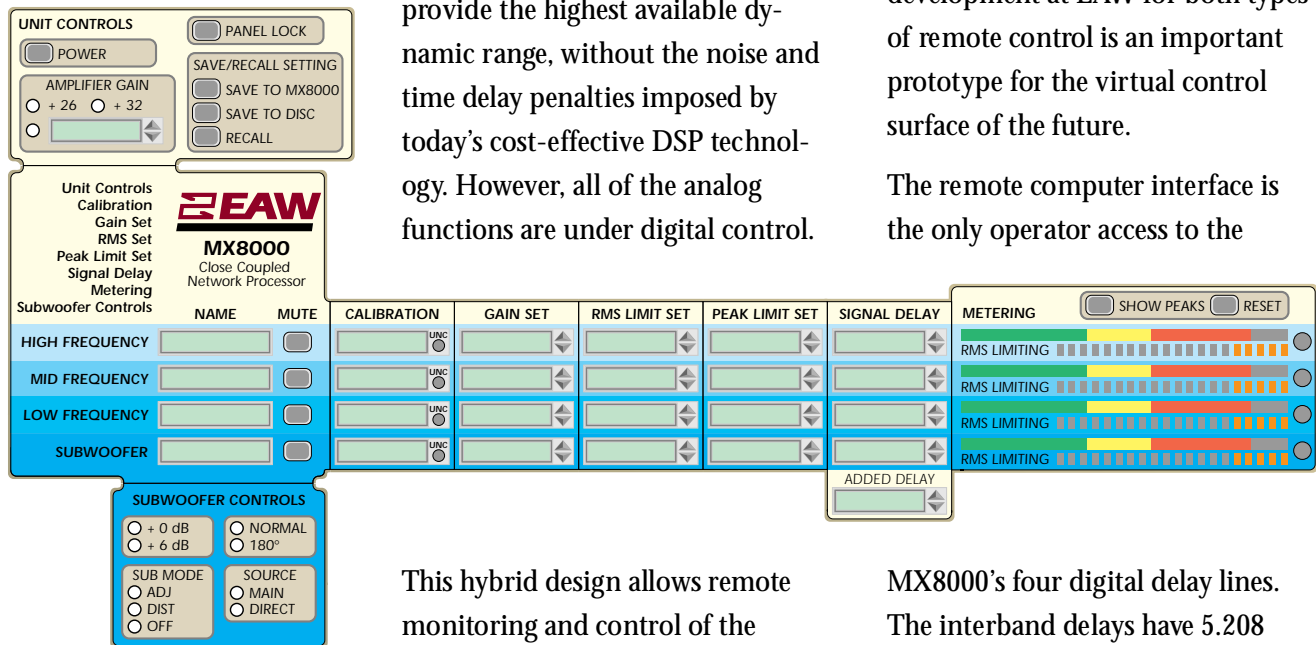 provide the highest available dy-
namic range, without the noise and
time delay penalties imposed by
today's cost-effective DSP technol-
ogy. However, all of the analog
functions are under digital control.
development at EAW for both types
of remote control is an important
prototype for the virtual control
surface of the future.
The remote computer interface is
the only operator access to the
UNIT CONTROLS
POWER
PANEL LOCK
AMPLIFIER GAIN
+ 26 + 32
SAVE/RECALL SETTING
SAVE TO MX8000
SAVE TO DISC
RECALL
Unit Controls
Calibration
Gain Set
RMS Set
Peak Limit Set
Signal Delay
Metering
Subwoofer Controls
EAW
MX8000
Close Coupled
Network Processor
NAME MUTE CALIBRATION GAIN SET RMS LIMIT SET PEAK LIMIT SET SIGNAL DELAY METERING SHOW PEAKS RESET
HIGH FREQUENCY UNC RMS LIMITING
MID FREQUENCY UNC RMS LIMITING
LOW FREQUENCY UNC RMS LIMITING
SUBWOOFER UNC RMS LIMITING
ADDED DELAY
SUBWOOFER CONTROLS
+ 0 dB NORMAL
+ 6 dB 180°
SUB MODE SOURCE
ADJ MAIN
DIST DIRECT
OFF
This hybrid design allows remote
monitoring and control of the
MX8000's four digital delay lines.
The interband delays have 5.208